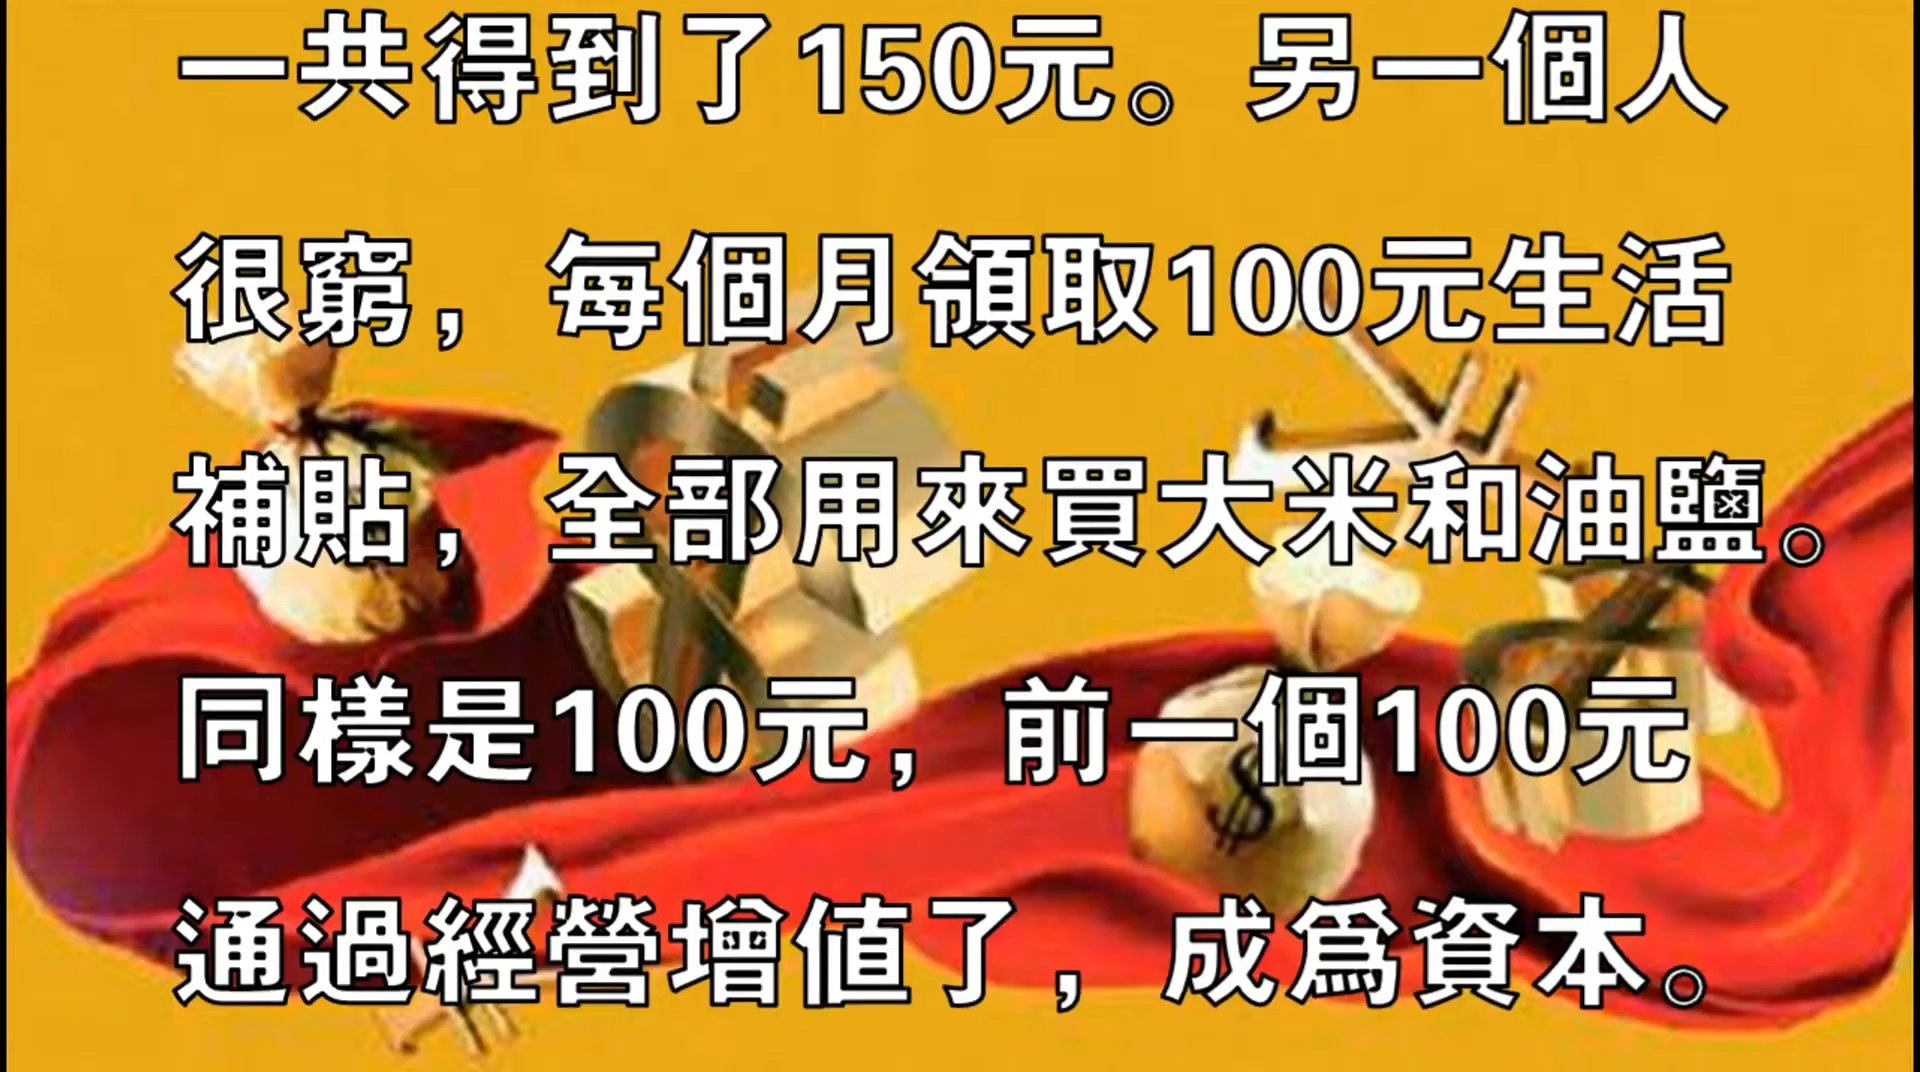 一共得到了150元。另一個人
很窮，每個月領取100元生活
補貼，全部用來買大米和油鹽。
同樣是100元，前一個100元
通過經營增值了，成爲資本。
$